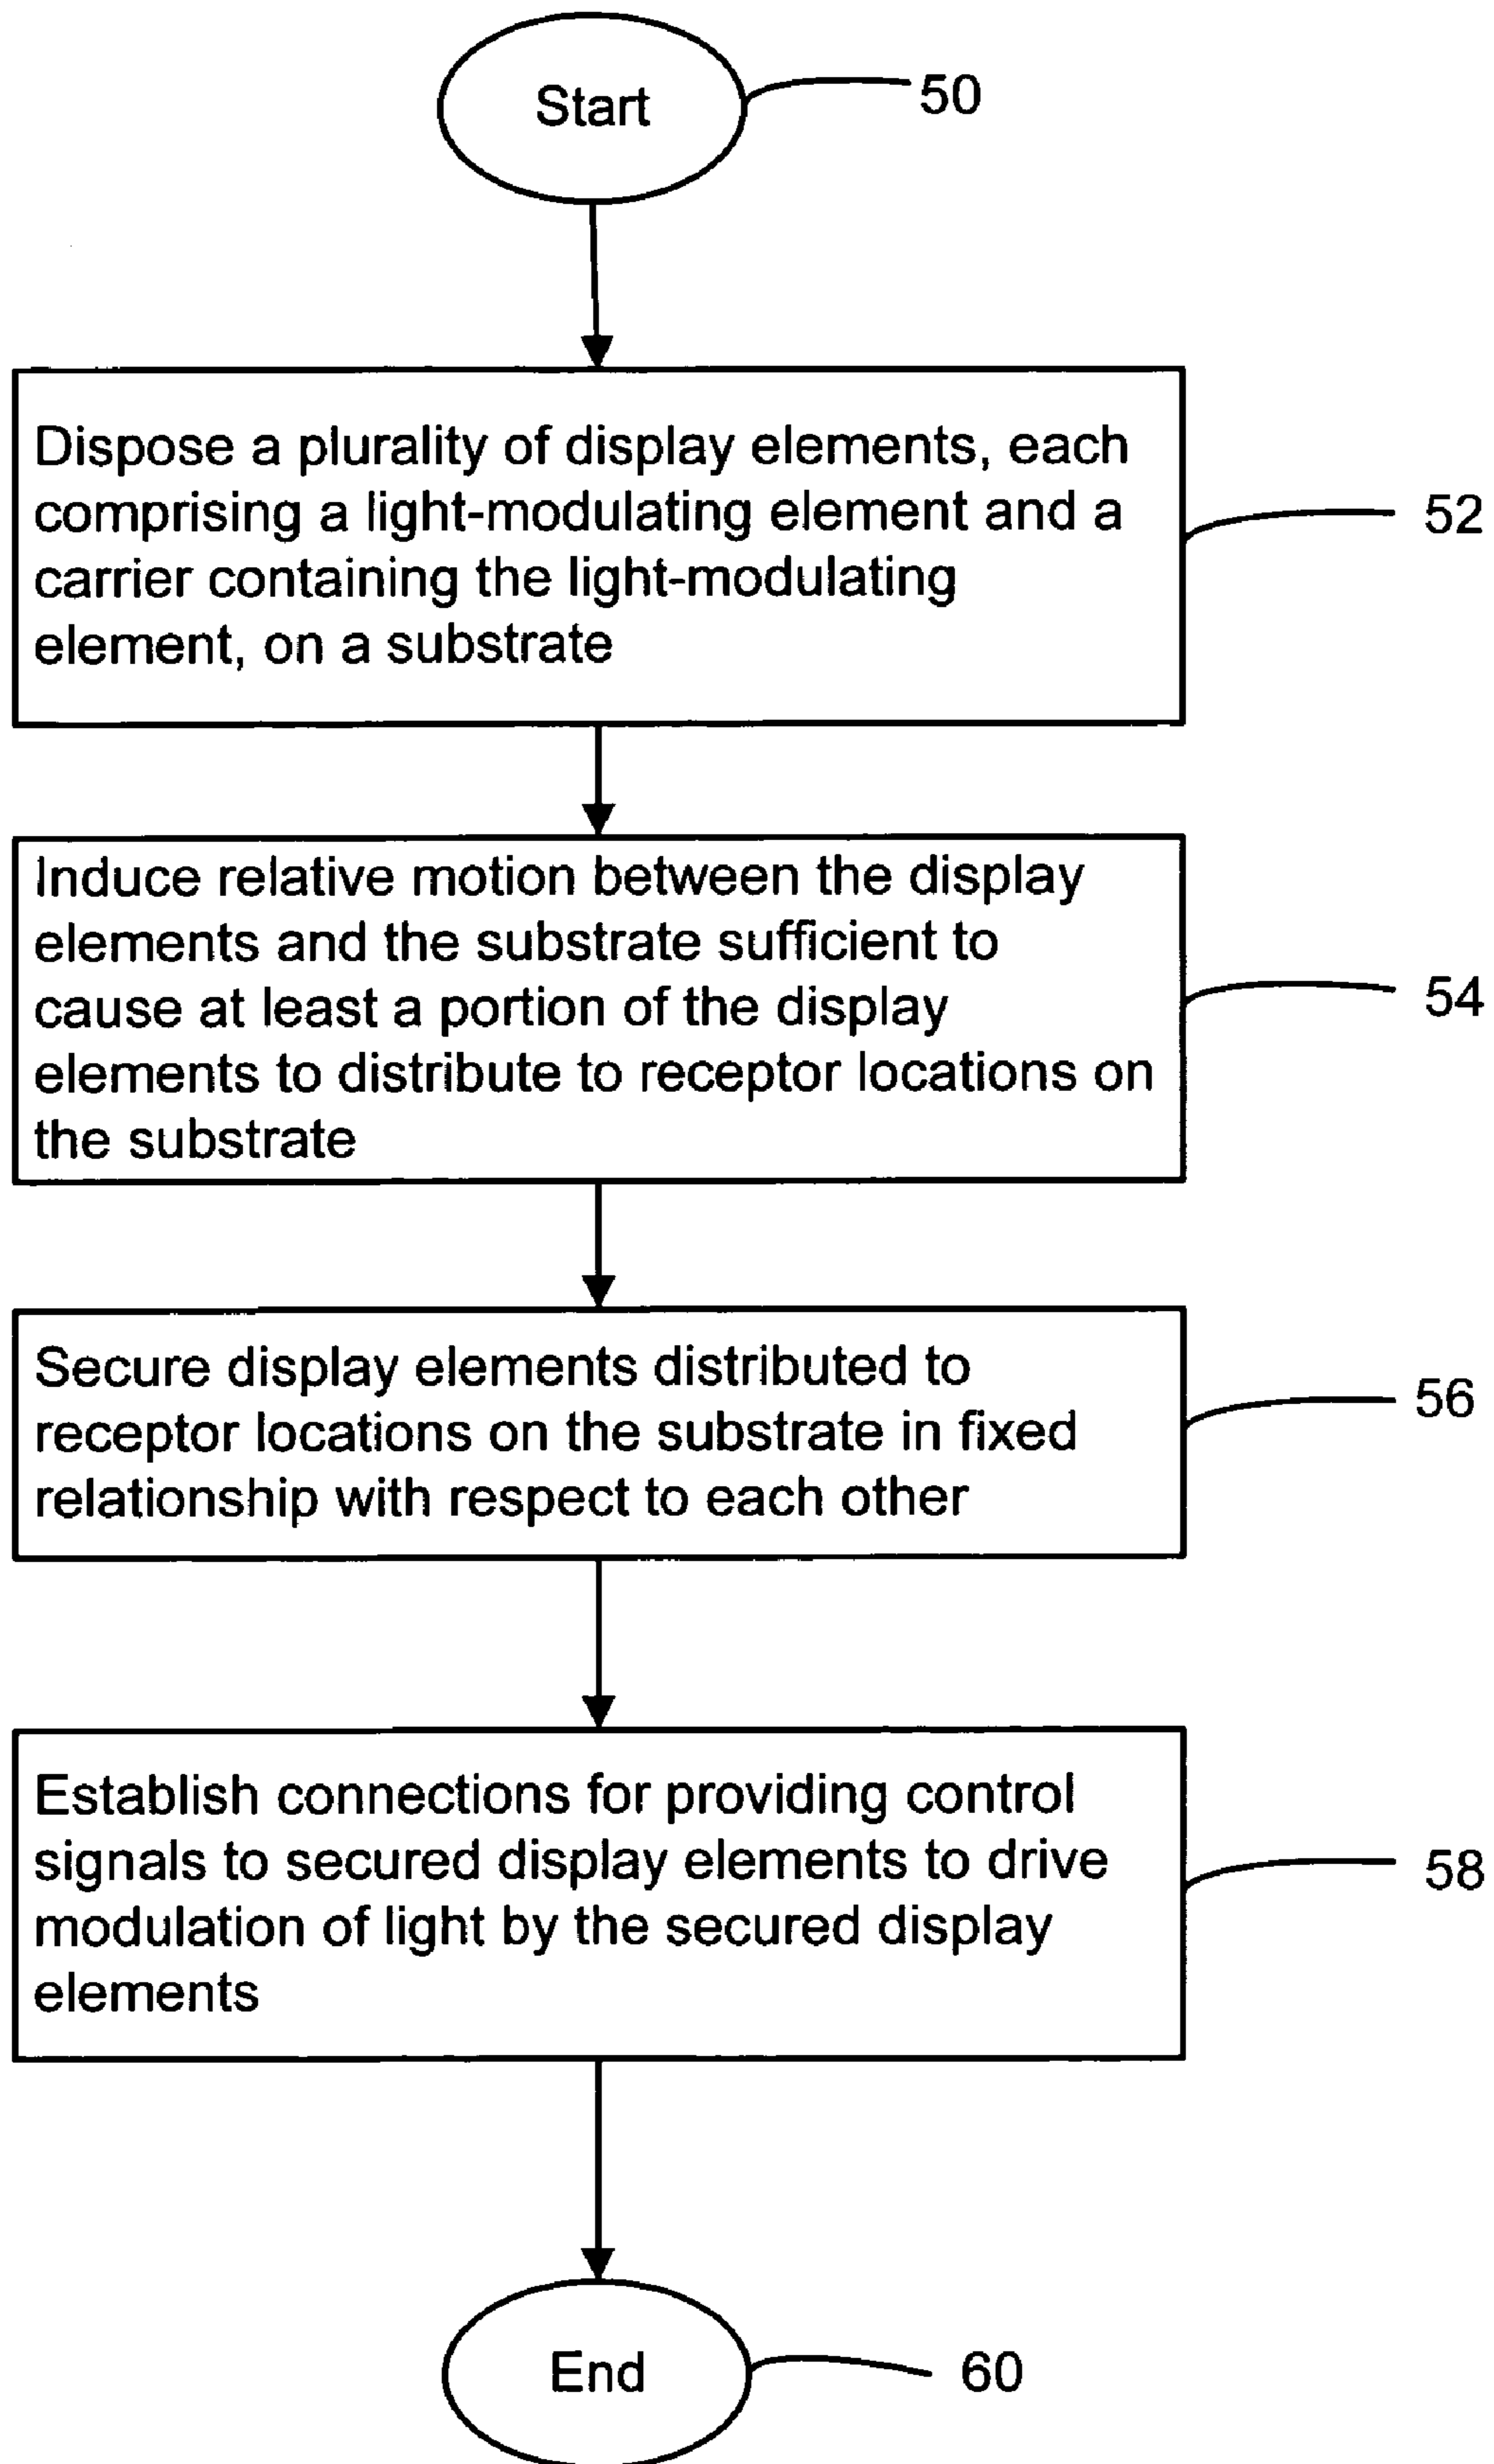 Start
50
Dispose a plurality of display elements, each
comprising a light-modulating element and a
carrier containing the light-modulating
element, on a substrate
52
Induce relative motion between the display
elements and the substrate sufficient to
cause at least a portion of the display
elements to distribute to receptor locations on
the substrate
54
Secure display elements distributed to
receptor locations on the substrate in fixed
relationship with respect to each other
56
Establish connections for providing control
signals to secured display elements to drive
modulation of light by the secured display
elements
58
End
60